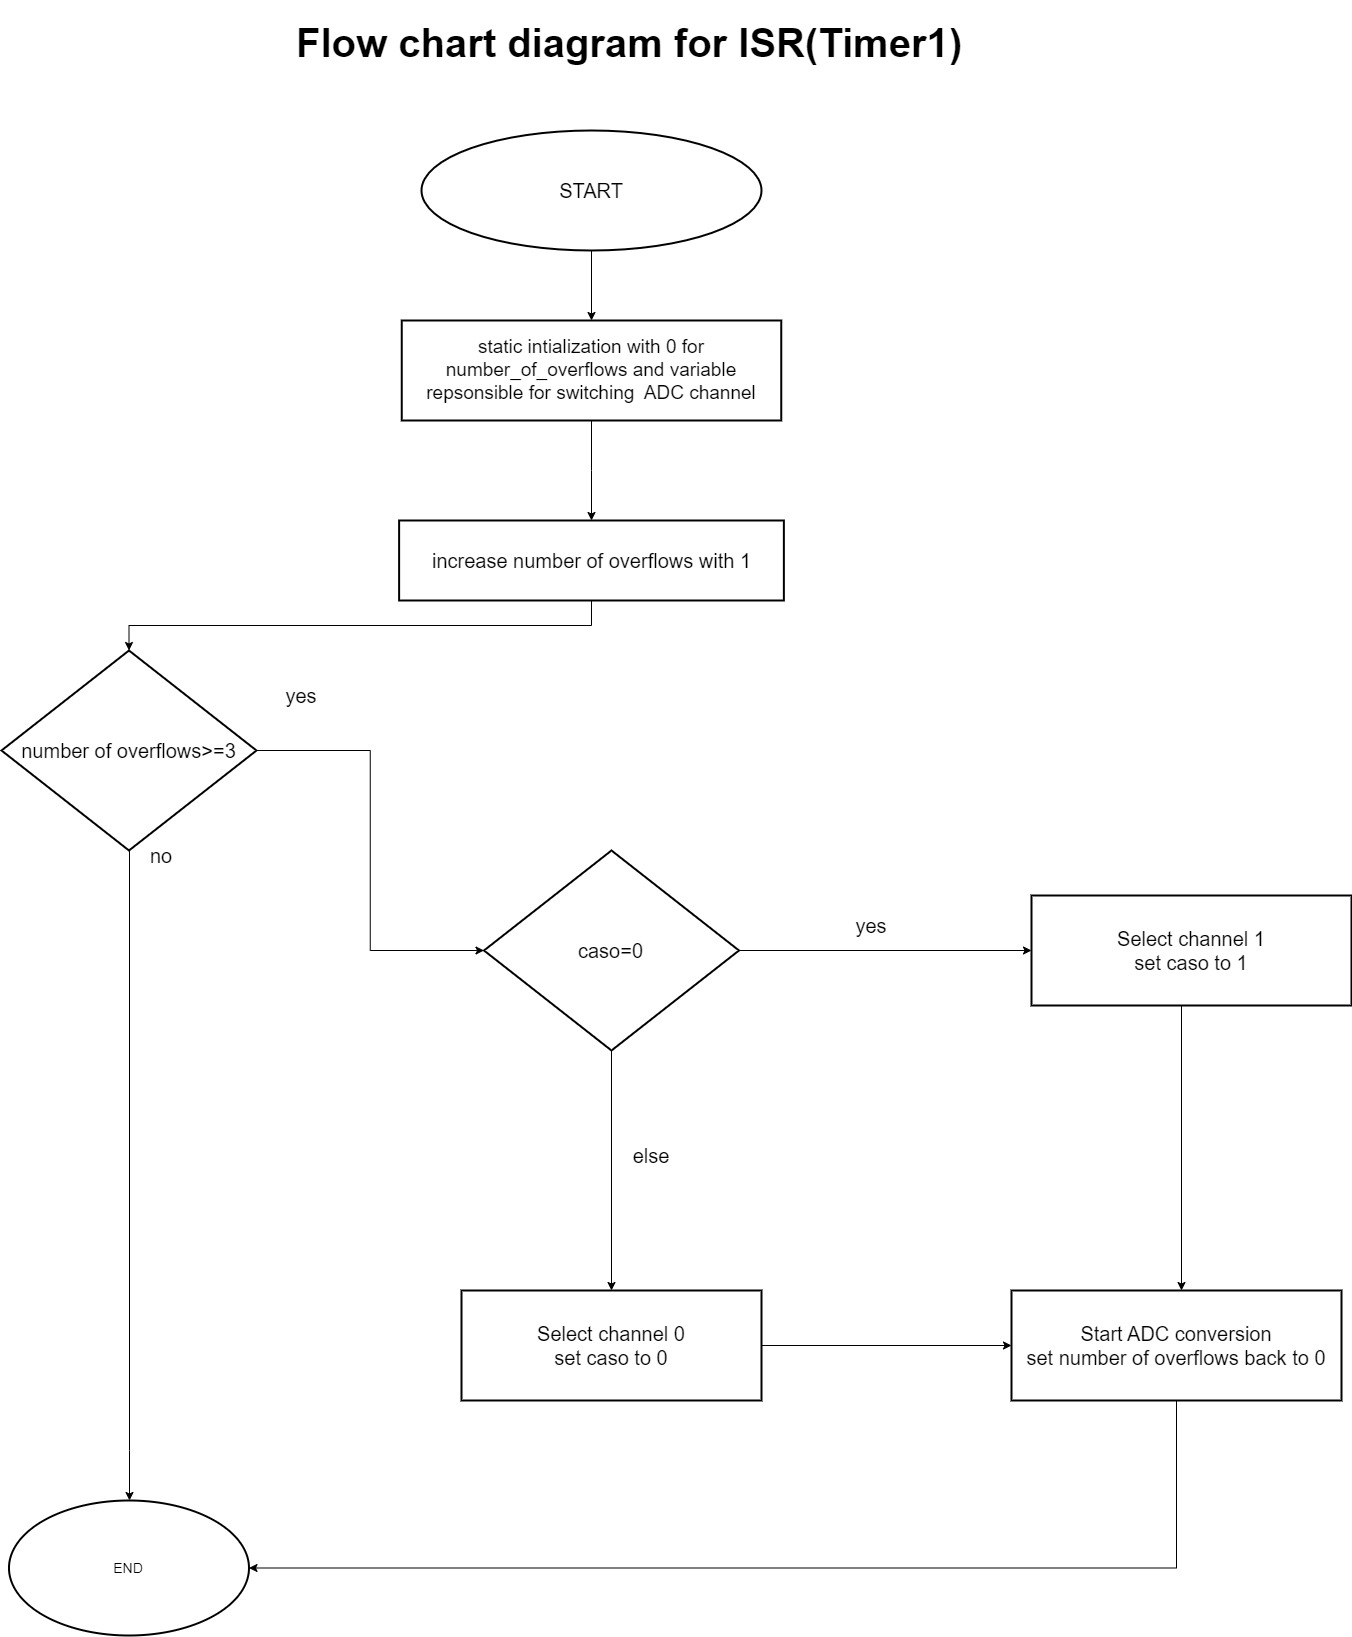 Flow chart diagram for ISR(Timer1)
START
static intialization with 0 for
number_of_overflows and variable
repsonsible for switching  ADC channel
increase number of overflows with 1
yes
number of overflows>=3
no
caso=0
yes
Select channel 1
set caso to 1
else
Select channel 0
set caso to 0
Start ADC conversion
set number of overflows back to 0
END